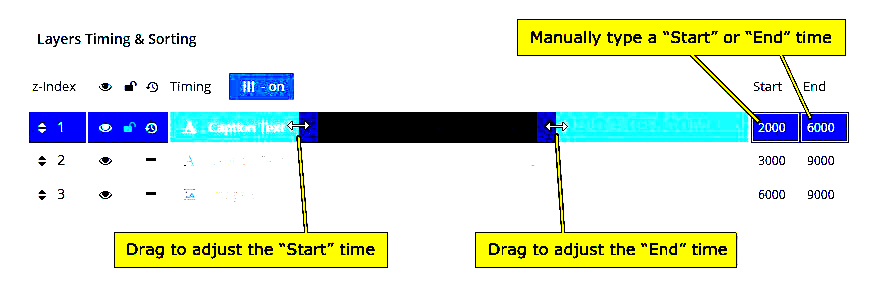 Layers Timing & Sorting
Manually type a “Start” or “End” time
z-Index Timing - on Start End
1 A Caption Text 2000 6000
2 A 3000 9000
3 6000 9000
Drag to adjust the “Start” time
Drag to adjust the “End” time